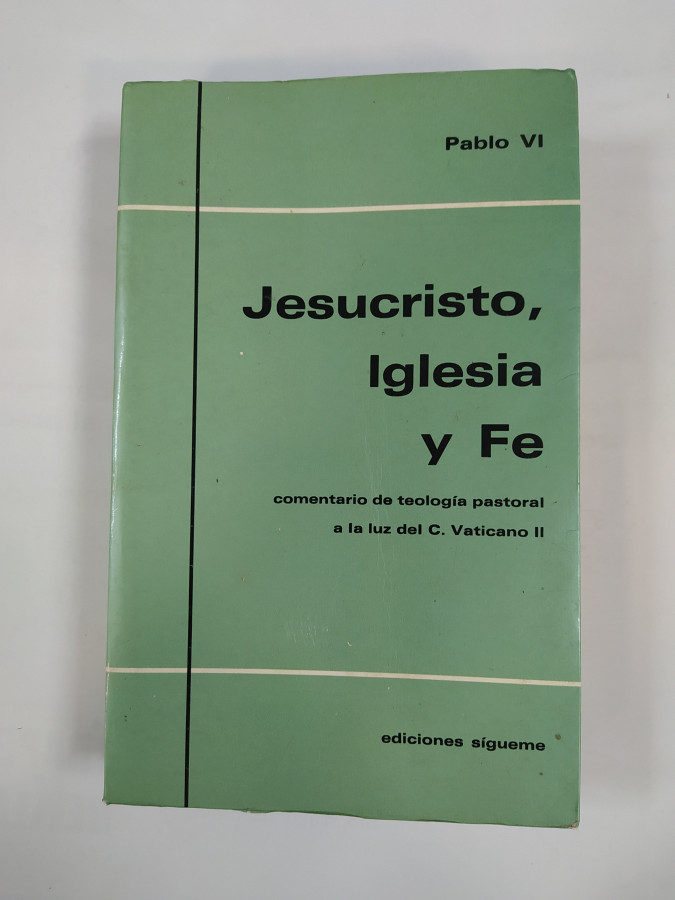 Pablo VI
Jesucristo,
Iglesia
y Fe
comentario de teología pastoral
a la luz del C. Vaticano II
ediciones sígueme